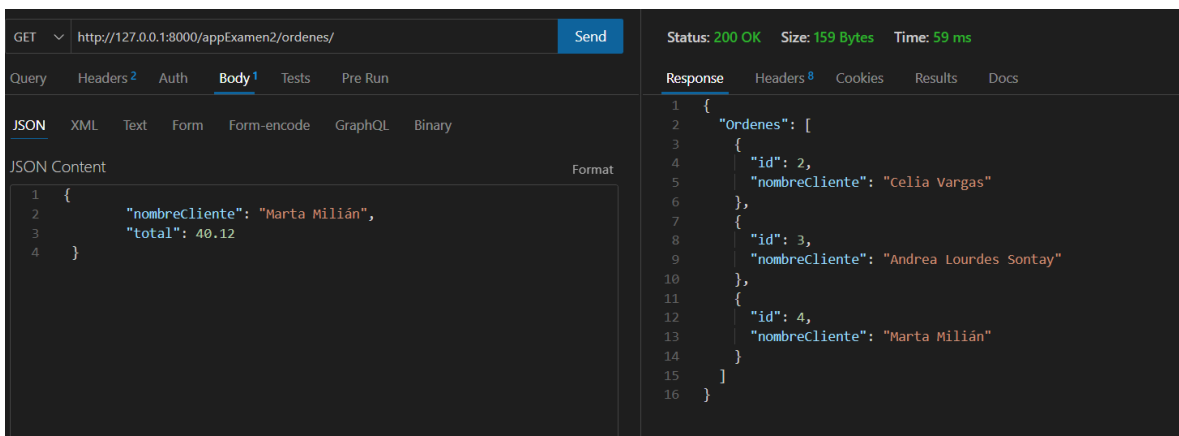 GET http://127.0.0.1:8000/appExamen2/ordenes/ Send
Query Headers 2 Auth Body 1 Tests Pre Run
JSON XML Text Form Form-encode GraphQL Binary
JSON Content Format
1 {
2 "nombreCliente": "Marta Milián",
3 "total": 40.12
4 }
Status: 200 OK Size: 159 Bytes Time: 59 ms
Response Headers 8 Cookies Results Docs
1 {
2 "Ordenes": [
3 {
4 "id": 2,
5 "nombreCliente": "Celia Vargas"
6 },
7 {
8 "id": 3,
9 "nombreCliente": "Andrea Lourdes Sontay"
10 },
11 {
12 "id": 4,
13 "nombreCliente": "Marta Milián"
14 }
15 ]
16 }